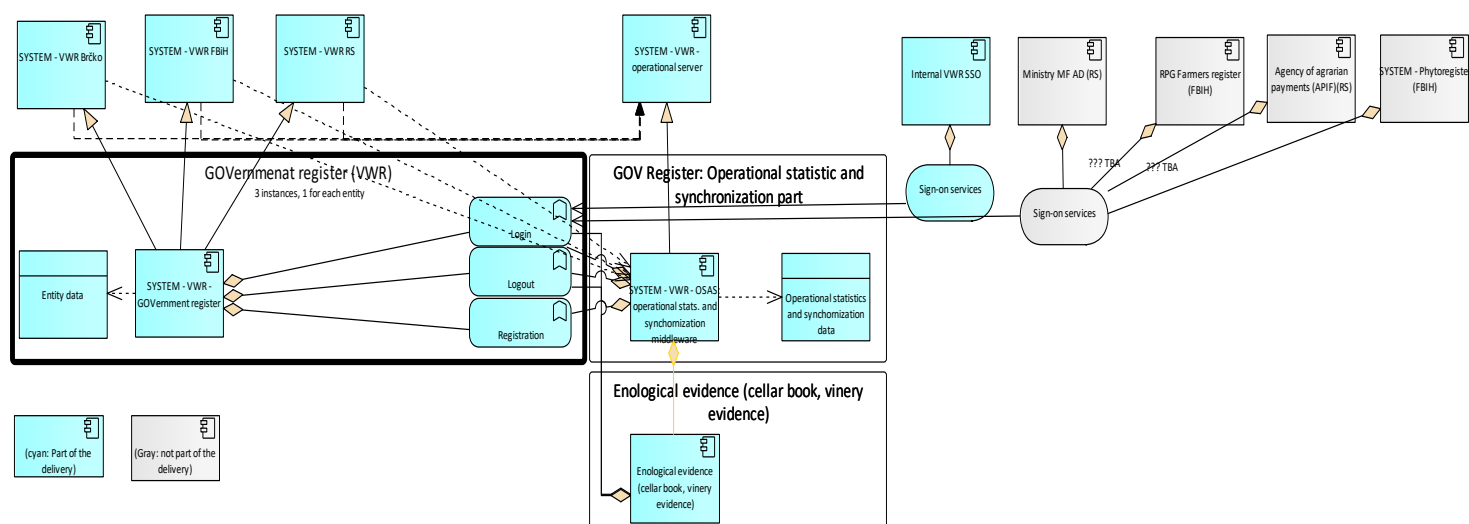 SYSTEM - VWR Brčko
SYSTEM - VWR FBiH
SYSTEM - VWR RS
SYSTEM - VWR -
operational server
Internal VWR SSO
Ministry MF AD (RS)
RPG Farmers register
(FBIH)
Agency of agrarian
payments (APIF)(RS)
SYSTEM - Phytoregiste
(FBIH)
??? TBA
??? TBA
Sign-on services
Sign-on services
GOVernmenat register (VWR)
3 instances, 1 for each entity
GOV Register: Operational statistic and
synchronization part
Login
Logout
Registration
Entity data
SYSTEM - VWR -
GOVernment register
SYSTEM - VWR - OSAS:
operational stats. and
synchomization
middleware
Operational statistics
and synchomization
data
Enological evidence (cellar book, vinery
evidence)
Enological evidence
(cellar book, vinery
evidence)
(cyan: Part of the
delivery)
(Gray: not part of the
delivery)